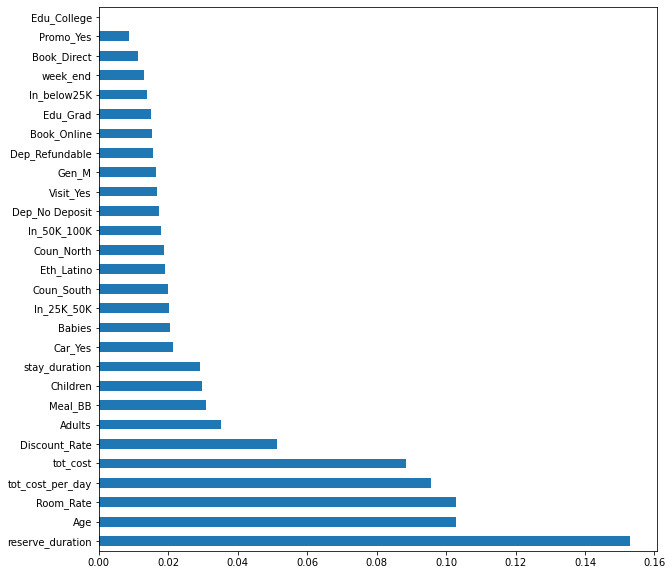 Edu_College
Promo_Yes
Book_Direct
week_end
In_below25K
Edu_Grad
Book_Online
Dep_Refundable
Gen_M
Visit_Yes
Dep_No Deposit
In_50K_100K
Coun_North
Eth_Latino
Coun_South
In_25K_50K
Babies
Car_Yes
stay_duration
Children
Meal_BB
Adults
Discount_Rate
tot_cost
tot_cost_per_day
Room_Rate
Age
reserve_duration
0.00 0.02 0.04 0.06 0.08 0.10 0.12 0.14 0.16